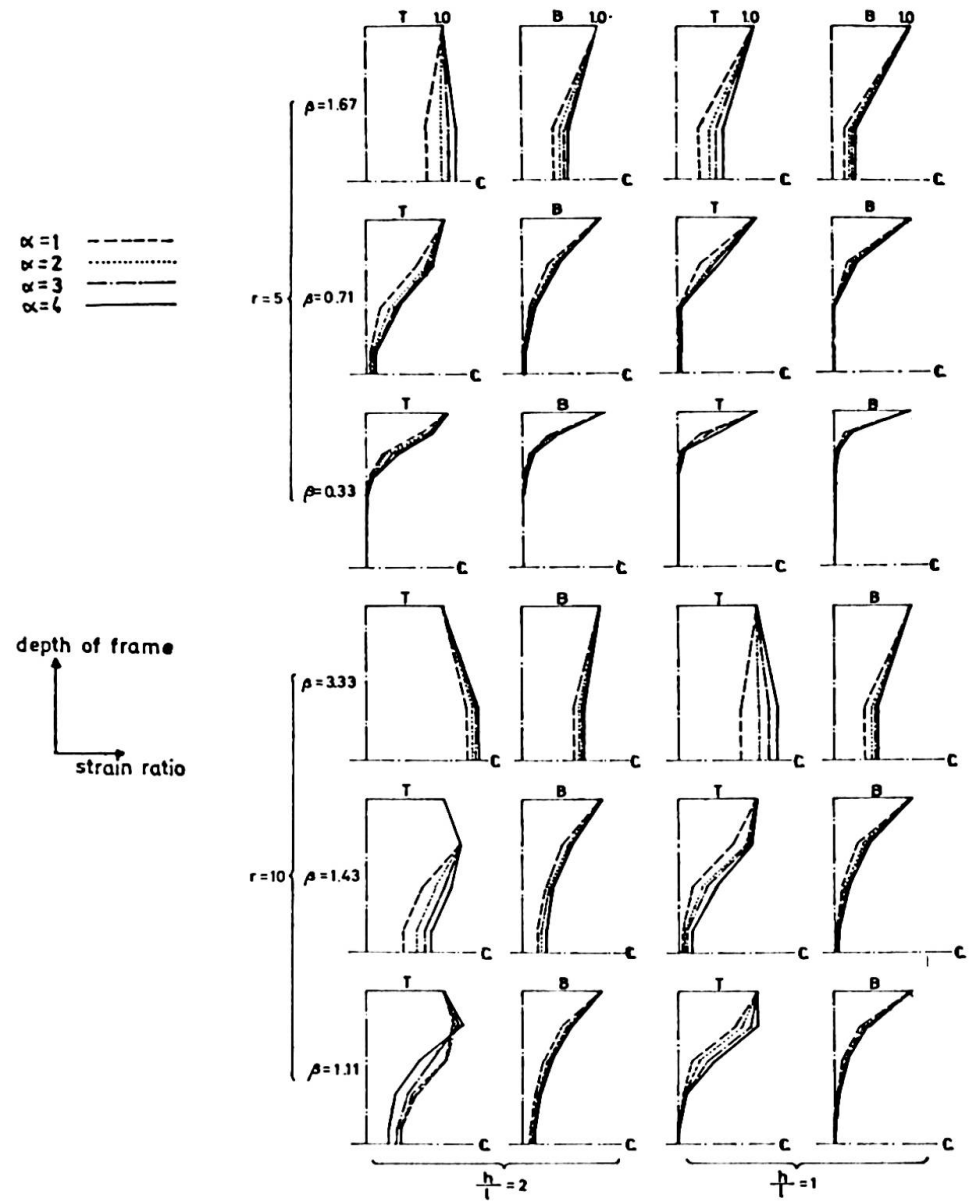 T 1.0 B 1.0 T 1.0 B 1.0
β=1.67
C C C C
T B T B
α=1
α=2
α=3
α=4
r=5 β=0.71
C C C C
T B T B
β=0.33
C C C C
T B T B
depth of frame
β=3.33
strain ratio
C C C C
T B T B
r=10 β=1.43
C C C C
T B T B
β=1.11
C C C C
h/l=2 h/l=1